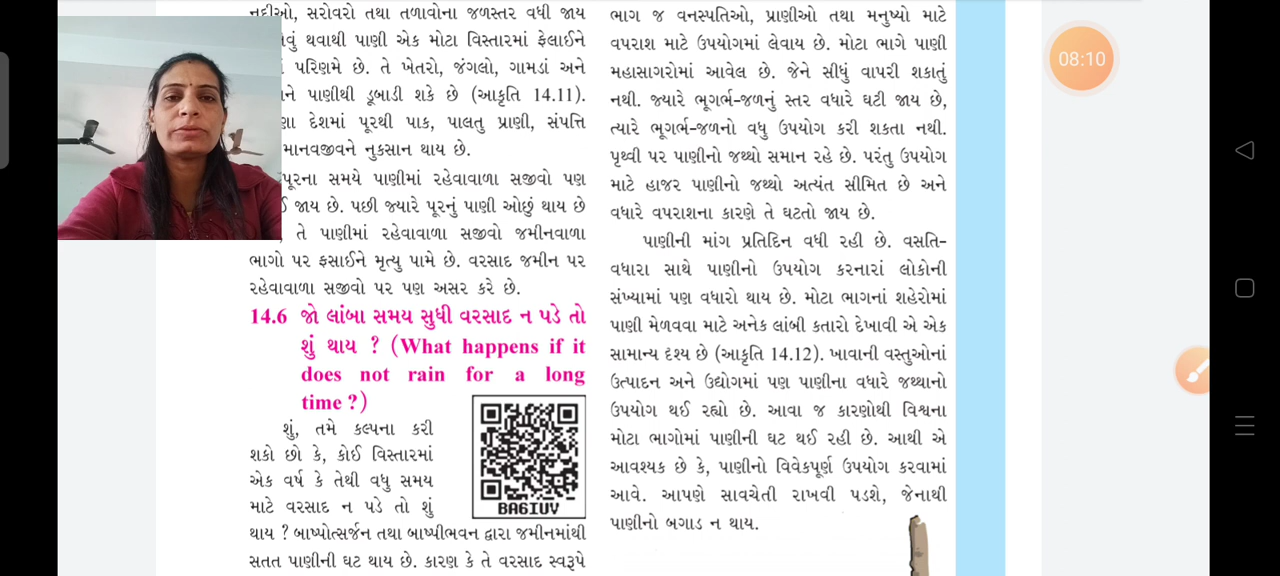 નદીઓ, સરોવરો તથા તળાવોના જળસ્તર વધી જાય
થવાથી પાણી એક મોટા વિસ્તારમાં ફેલાઈને
પરિણમે છે. તે ખેતરો, જંગલો, ગામડાં અને
પાણીથી ડૂબાડી શકે છે (આકૃતિ 14.11).
દેશમાં પૂરથી પાક, પાલતુ પ્રાણી, સંપત્તિ
માનવજીવને નુકસાન થાય છે.
પૂરના સમયે પાણીમાં રહેવાવાળા સજીવો પણ
જાય છે. પછી જ્યારે પૂરનું પાણી ઓછું થાય છે
તે પાણીમાં રહેવાવાળા સજીવો જમીનવાળા
ભાગો પર ફસાઈને મૃત્યુ પામે છે. વરસાદ જમીન પર
રહેવાવાળા સજીવો પર પણ અસર કરે છે.
14.6 જો લાંબા સમય સુધી વરસાદ ન પડે તો
શું થાય ? (What happens if it
does not rain for a long
time ?)
શું, તમે કલ્પના કરી
શકો છો કે, કોઈ વિસ્તારમાં
એક વર્ષ કે તેથી વધુ સમય
માટે વરસાદ ન પડે તો શું
BA6IUV
થાય ? બાષ્પોત્સર્જન તથા બાષ્પીભવન દ્વારા જમીનમાંથી
સતત પાણીની ઘટ થાય છે. કારણ કે તે વરસાદ સ્વરૂપે
ભાગ જ વનસ્પતિઓ, પ્રાણીઓ તથા મનુષ્યો માટે
વપરાશ માટે ઉપયોગમાં લેવાય છે. મોટા ભાગે પાણી
મહાસાગરોમાં આવેલ છે. જેને સીધું વાપરી શકાતું
નથી. જ્યારે ભૂગર્ભ-જળનું સ્તર વધારે ઘટી જાય છે,
ત્યારે ભૂગર્ભ-જળનો વધુ ઉપયોગ કરી શકતા નથી.
પૃથ્વી પર પાણીનો જથ્થો સમાન રહે છે. પરંતુ ઉપયોગ
માટે હાજર પાણીનો જથ્થો અત્યંત સીમિત છે અને
વધારે વપરાશના કારણે તે ઘટતો જાય છે.
પાણીની માંગ પ્રતિદિન વધી રહી છે. વસતિ-
વધારા સાથે પાણીનો ઉપયોગ કરનારાં લોકોની
સંખ્યામાં પણ વધારો થાય છે. મોટા ભાગનાં શહેરોમાં
પાણી મેળવવા માટે અનેક લાંબી કતારો દેખાવી એ એક
સામાન્ય દૃશ્ય છે (આકૃતિ 14.12). ખાવાની વસ્તુઓનાં
ઉત્પાદન અને ઉદ્યોગમાં પણ પાણીના વધારે જથ્થાનો
ઉપયોગ થઈ રહ્યો છે. આવા જ કારણોથી વિશ્વના
મોટા ભાગોમાં પાણીની ઘટ થઈ રહી છે. આથી એ
આવશ્યક છે કે, પાણીનો વિવેકપૂર્ણ ઉપયોગ કરવામાં
આવે. આપણે સાવચેતી રાખવી પડશે, જેનાથી
પાણીનો બગાડ ન થાય.
08:10